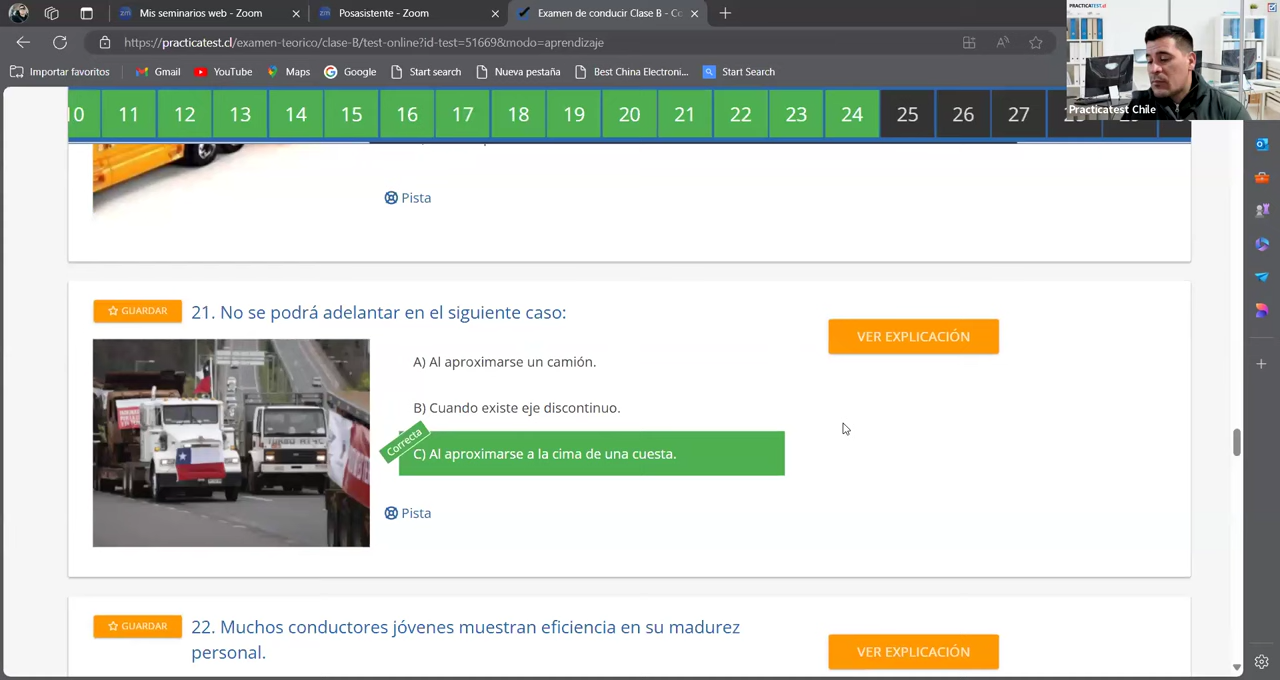 Mis seminarios web - Zoom
Posasistente - Zoom
Examen de conducir Clase B - Co
https://practicatest.cl/examen-teorico/clase-B/test-online?id-test=51669&modo=aprendizaje
Importar favoritos
Gmail
YouTube
Maps
Google
Start search
Nueva pestaña
Best China Electroni...
Start Search
PRACTICATEST.cl
Practicatest Chile
10 11 12 13 14 15 16 17 18 19 20 21 22 23 24 25 26 27
Pista
GUARDAR
21. No se podrá adelantar en el siguiente caso:
VER EXPLICACIÓN
A) Al aproximarse un camión.
B) Cuando existe eje discontinuo.
Correcta
C) Al aproximarse a la cima de una cuesta.
Pista
GUARDAR
22. Muchos conductores jóvenes muestran eficiencia en su madurez
personal.
VER EXPLICACIÓN